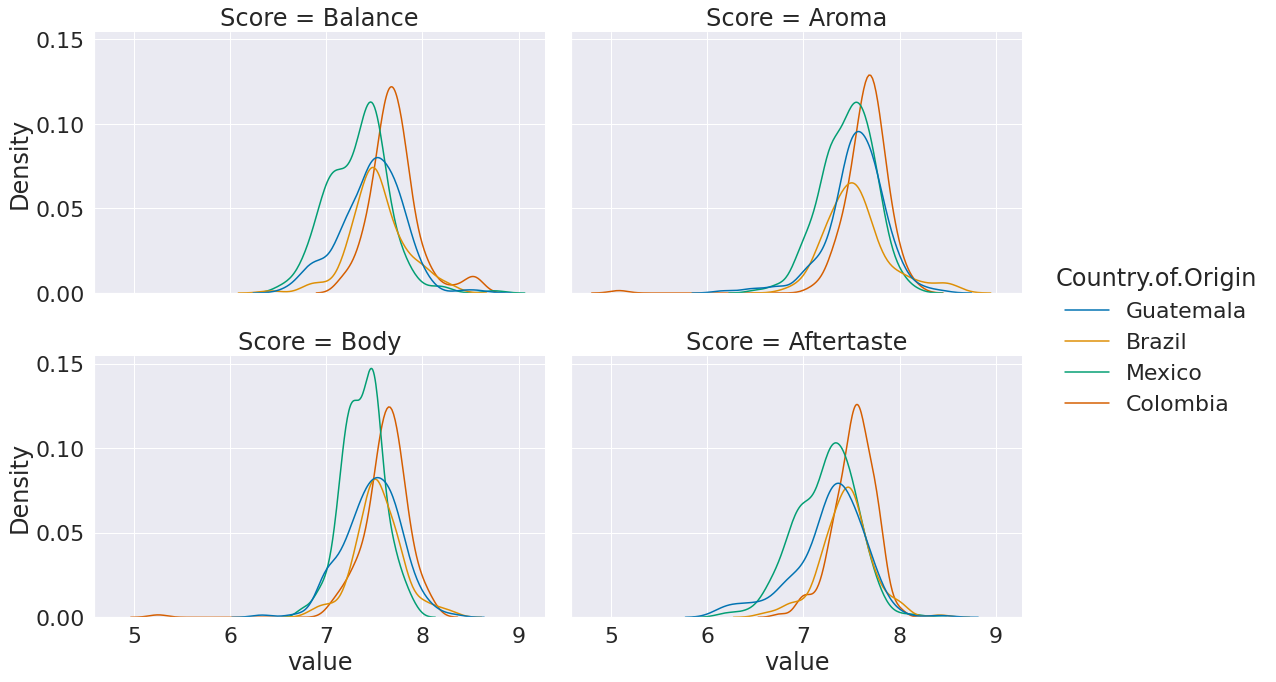 Score = Balance
Score = Aroma
0.15
0.10
0.05
0.00
Density
Score = Body
Score = Aftertaste
0.15
0.10
0.05
0.00
Density
5 6 7 8 9
5 6 7 8 9
value
value
Country.of.Origin
Guatemala
Brazil
Mexico
Colombia